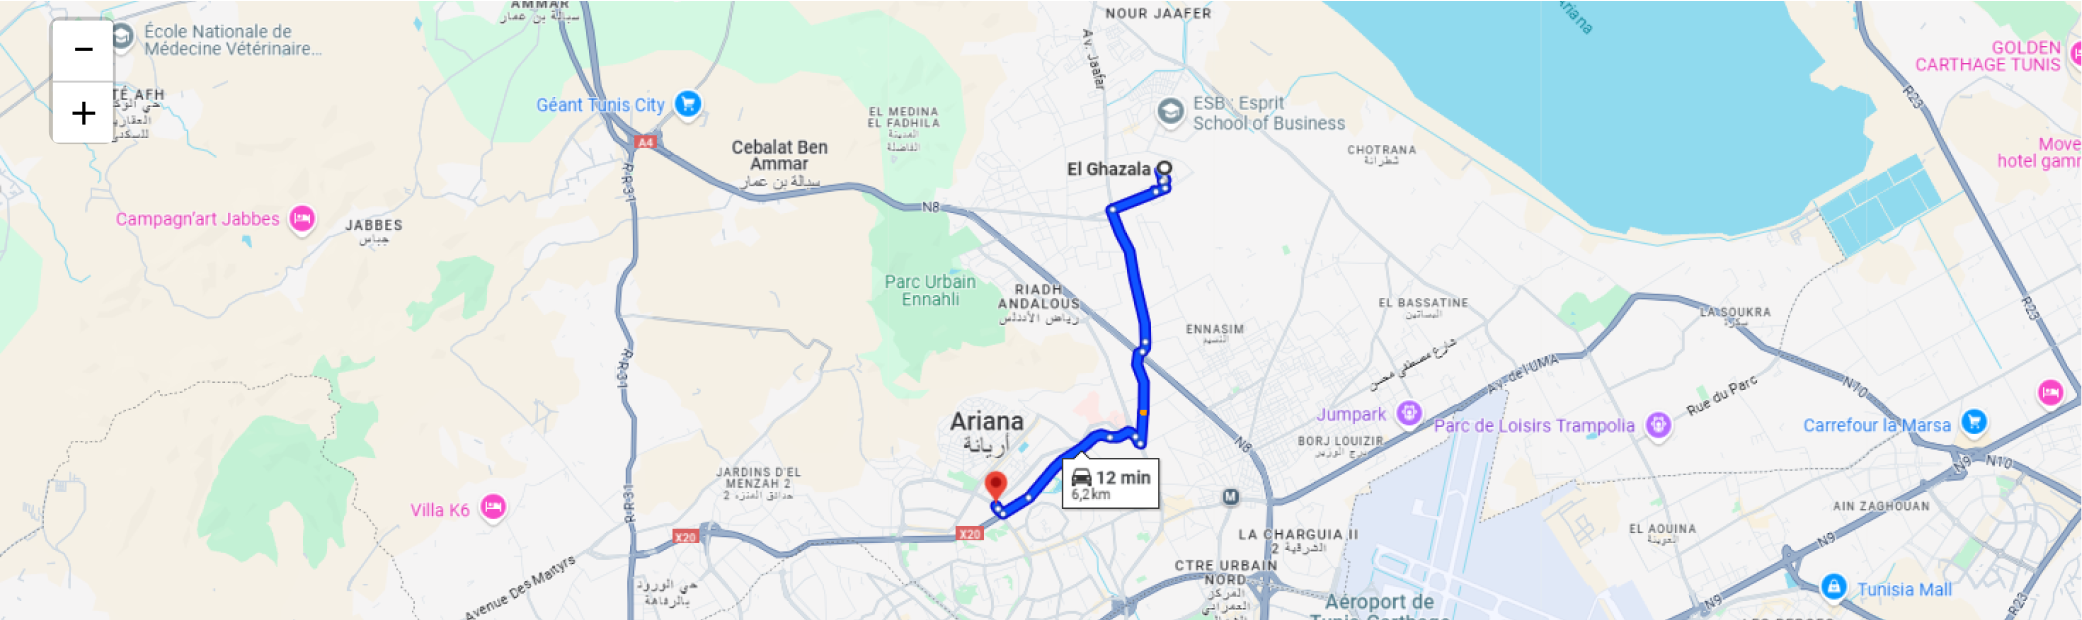 AMMAR
سبالة بن عمار
NOUR JAAFER
Ariana
École Nationale de
Médecine Vétérinaire...
GOLDEN
CARTHAGE TUNIS
−
+
TÉ AFH
Av. Jaafar
Géant Tunis City
A4
EL MEDINA
EL FADHILA
المدينة
الفاضلة
ESB : Esprit
School of Business
R23
Cebalat Ben
Ammar
سبالة بن عمار
CHOTRANA
شطرانة
Move
hotel gamm
El Ghazala
RR31
N8
Campagn'art Jabbes
JABBES
جباس
Parc Urbain
Ennahli
RIADH
ANDALOUS
رياض الأندلس
ENNASIM
النسيم
EL BASSATINE
البساتين
LA SOUKRA
سكرة
R23
RR31
شارع مصطفى محسن
Av. de l'UMA
N10
Rue du Parc
Ariana
أريانة
Jumpark
Parc de Loisirs Trampolia
Carrefour la Marsa
BORJ LOUIZIR
برج الوزير
N8
N9
N10
12 min
6,2 km
JARDINS D'EL
MENZAH 2
حدائق المنزه 2
Villa K6
RR31
M
AIN ZAGHOUAN
X20
X20
LA CHARGUIA II
الشرقية 2
EL AOUINA
العوينة
N9
Avenue Des Martyrs
حي الورود
بالرفاهة
CTRE URBAIN
NORD
المركز
العمراني
Aéroport de
Tunis-Carthage
Tunisia Mall
N9
R23